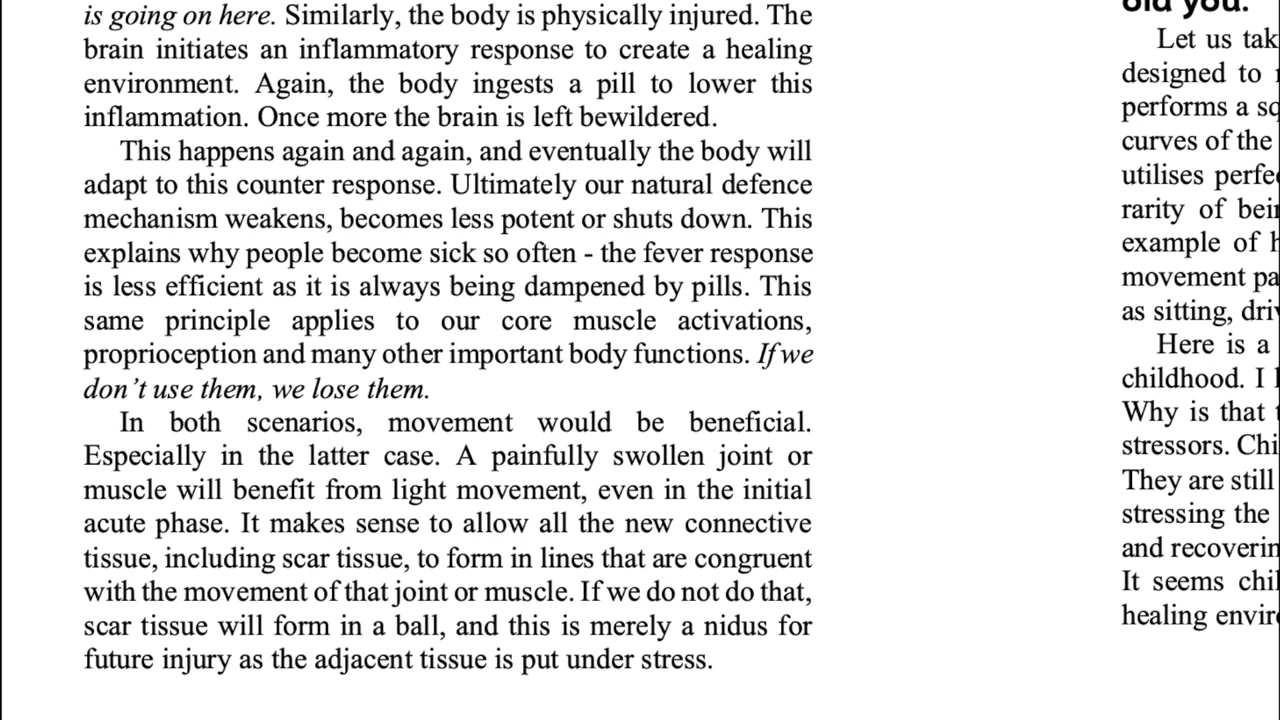 is going on here. Similarly, the body is physically injured. The
brain initiates an inflammatory response to create a healing
environment. Again, the body ingests a pill to lower this
inflammation. Once more the brain is left bewildered.
This happens again and again, and eventually the body will
adapt to this counter response. Ultimately our natural defence
mechanism weakens, becomes less potent or shuts down. This
explains why people become sick so often - the fever response
is less efficient as it is always being dampened by pills. This
same principle applies to our core muscle activations,
proprioception and many other important body functions. If we
don't use them, we lose them.
In both scenarios, movement would be beneficial.
Especially in the latter case. A painfully swollen joint or
muscle will benefit from light movement, even in the initial
acute phase. It makes sense to allow all the new connective
tissue, including scar tissue, to form in lines that are congruent
with the movement of that joint or muscle. If we do not do that,
scar tissue will form in a ball, and this is merely a nidus for
future injury as the adjacent tissue is put under stress.
old you.
Let us tak
designed to
performs a sq
curves of the
utilises perfe
rarity of bei
example of h
movement pa
as sitting, driv
Here is a
childhood. I
Why is that t
stressors. Chi
They are still
stressing the
and recoverin
It seems chil
healing enviro